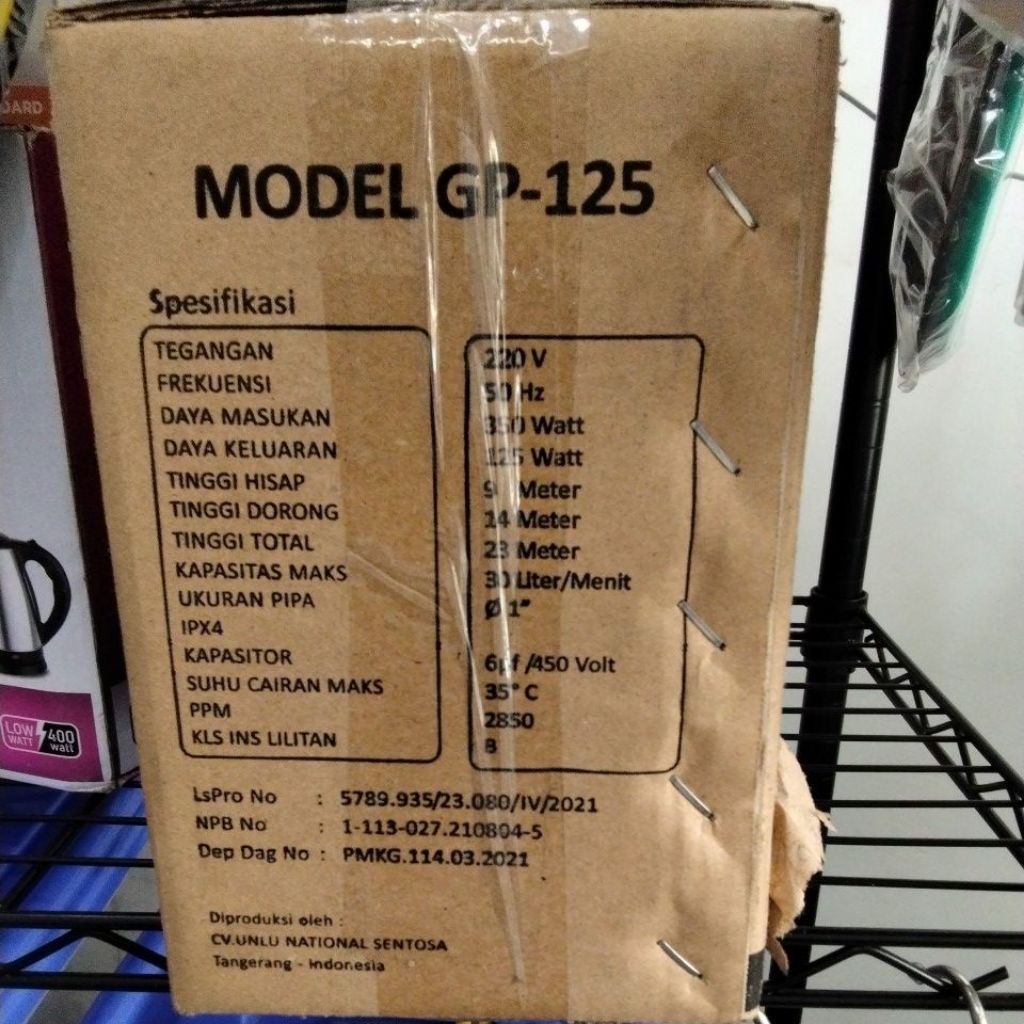 MODEL GP-125
Spesifikasi
TEGANGAN 220 V
FREKUENSI 50 Hz
DAYA MASUKAN 350 Watt
DAYA KELUARAN 125 Watt
TINGGI HISAP 9 Meter
TINGGI DORONG 14 Meter
TINGGI TOTAL 23 Meter
KAPASITAS MAKS 30 Liter/Menit
UKURAN PIPA Ø 1"
IPX4
KAPASITOR 6µf /450 Volt
SUHU CAIRAN MAKS 35° C
PPM 2850
KLS INS LILITAN B
LsPro No : 5789.935/23.080/IV/2021
NPB No : 1-113-027.210804-5
Dep Dag No : PMKG.114.03.2021
Diproduksi oleh :
CV.UNLU NATIONAL SENTOSA
Tangerang - Indonesia
LOW WATT 400 watt